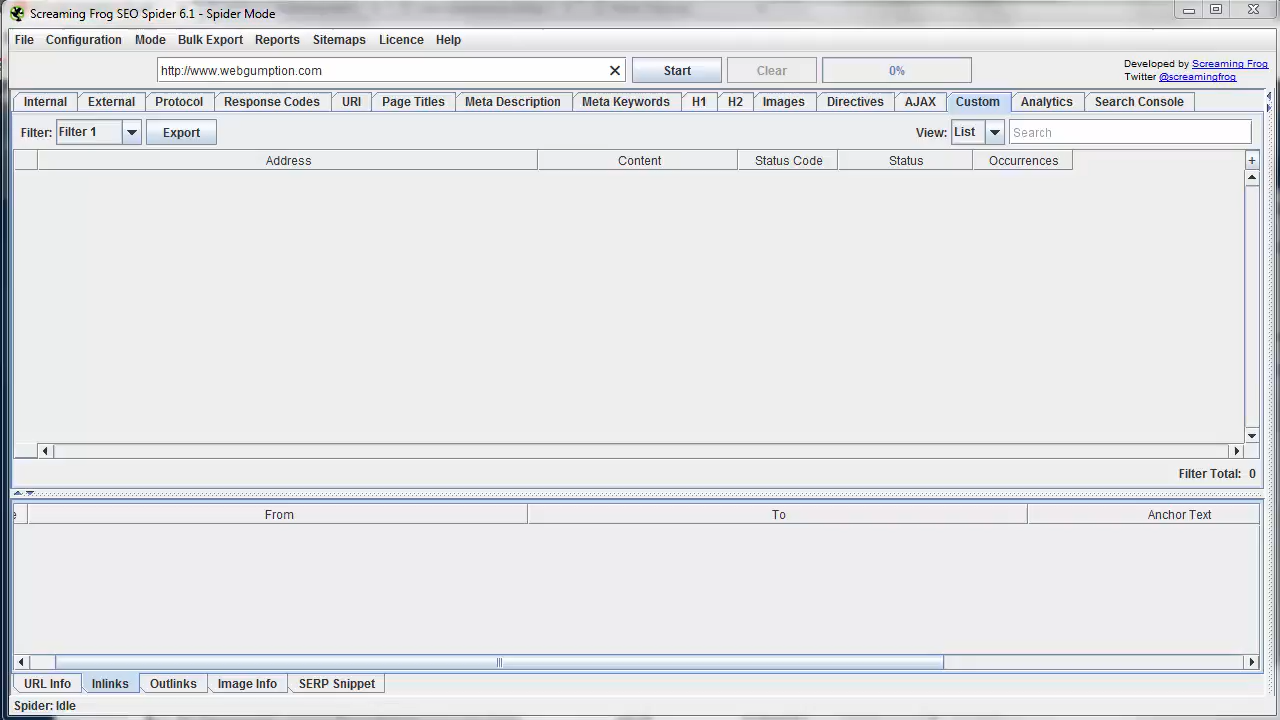 Screaming Frog SEO Spider 6.1 - Spider Mode
File Configuration Mode Bulk Export Reports Sitemaps Licence Help
http://www.webgumption.com Start Clear 0%
Developed by Screaming Frog
Twitter @screamingfrog
Internal External Protocol Response Codes URI Page Titles Meta Description Meta Keywords H1 H2 Images Directives AJAX Custom Analytics Search Console
Filter: Filter 1 Export View: List Search
Address Content Status Code Status Occurrences +
Filter Total: 0
From To Anchor Text
URL Info Inlinks Outlinks Image Info SERP Snippet
Spider: Idle